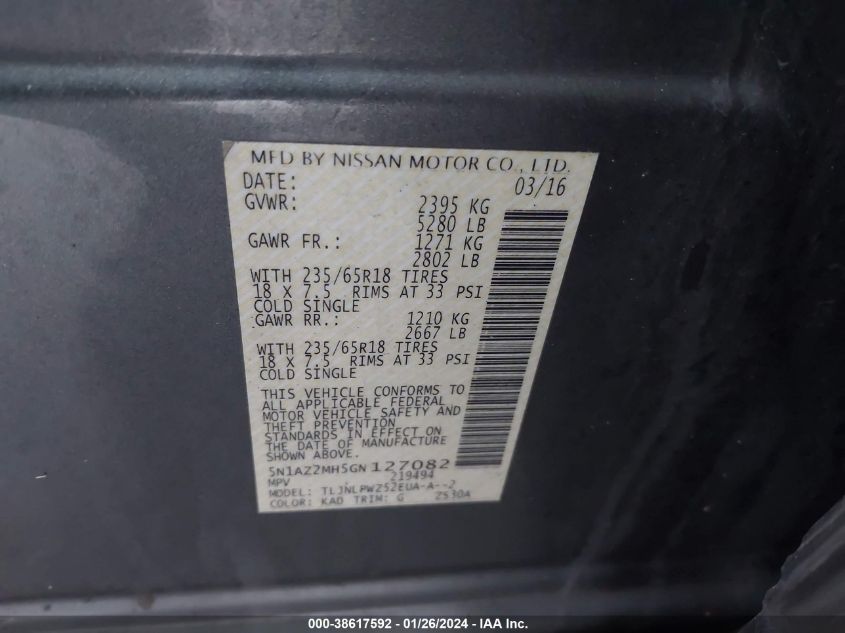 MFD BY NISSAN MOTOR CO., LTD.
DATE: 03/16
GVWR: 2395 KG
5280 LB
GAWR FR.: 1271 KG
2802 LB
WITH 235/65R18 TIRES
18 X 7.5 RIMS AT 33 PSI
COLD SINGLE
GAWR RR.: 1210 KG
2667 LB
WITH 235/65R18 TIRES
18 X 7.5 RIMS AT 33 PSI
COLD SINGLE
THIS VEHICLE CONFORMS TO
ALL APPLICABLE FEDERAL
MOTOR VEHICLE SAFETY AND
THEFT PREVENTION
STANDARDS IN EFFECT ON
THE DATE OF MANUFACTURE
SHOWN ABOVE.
5N1AZ2MH5GN127082
MPV 219494
MODEL: TLJNLPWZ52EUA-A--2
COLOR: KAD TRIM: G Z530A
000-38617592 - 01/26/2024 - IAA Inc.